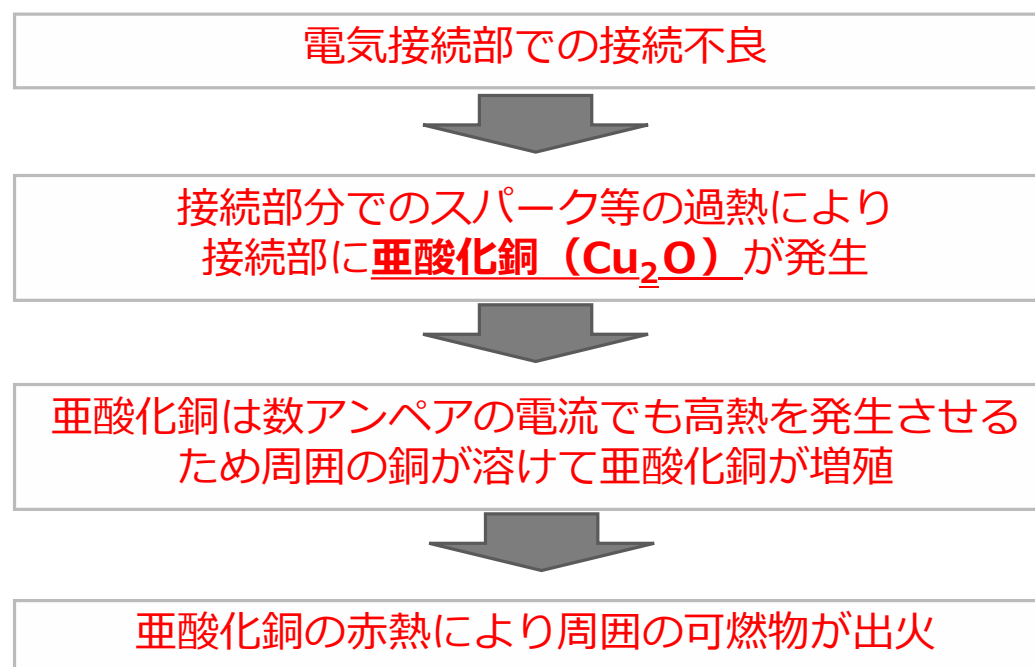 電気接続部での接続不良
接続部分でのスパーク等の過熱により
接続部に亜酸化銅（Cu₂O）が発生
亜酸化銅は数アンペアの電流でも高熱を発生させる
ため周囲の銅が溶けて亜酸化銅が増殖
亜酸化銅の赤熱により周囲の可燃物が出火